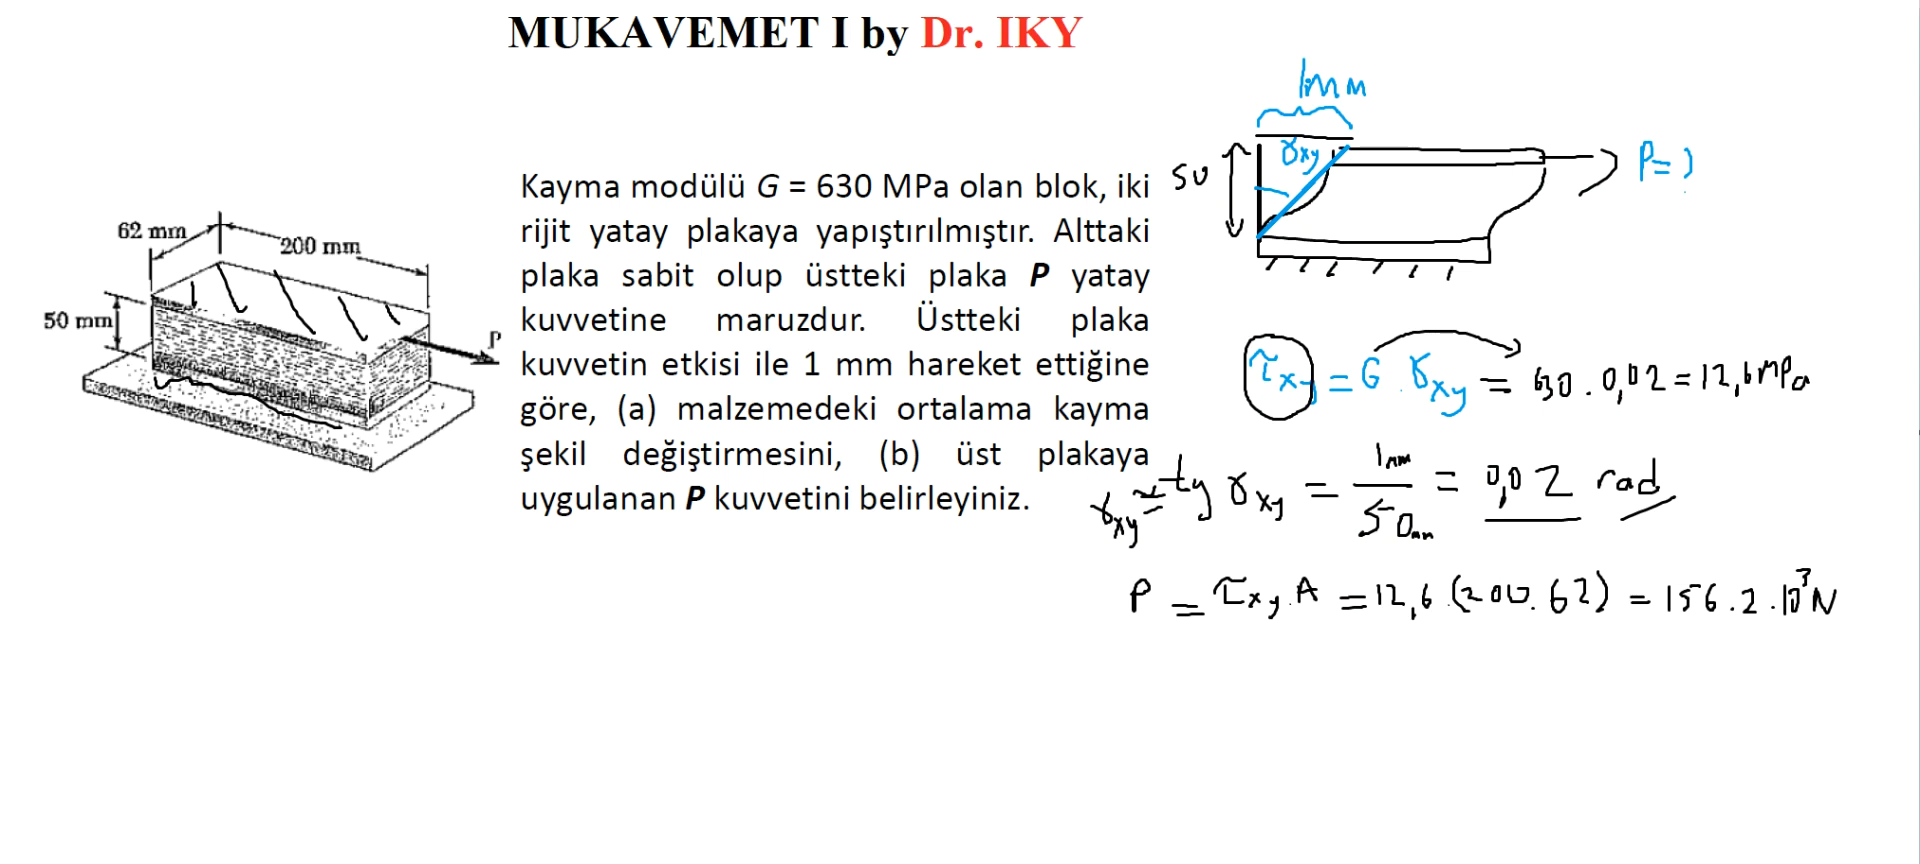 MUKAVEMET I by Dr. IKY
62 mm
200 mm
50 mm
P
Kayma modülü G = 630 MPa olan blok, iki
rijit yatay plakaya yapıştırılmıştır. Alttaki
plaka sabit olup üstteki plaka P yatay
kuvvetine maruzdur. Üstteki plaka
kuvvetin etkisi ile 1 mm hareket ettiğine
göre, (a) malzemedeki ortalama kayma
şekil değiştirmesini, (b) üst plakaya
uygulanan P kuvvetini belirleyiniz.
1mm
50
γxy
P=?
τxy = G . γxy = 630 . 0,02 = 12,6 MPa
γxy ≅ tg γxy = 1mm / 50mm = 0,02 rad
P = τxy . A = 12,6 (200 . 62) = 156.2 . 10³ N